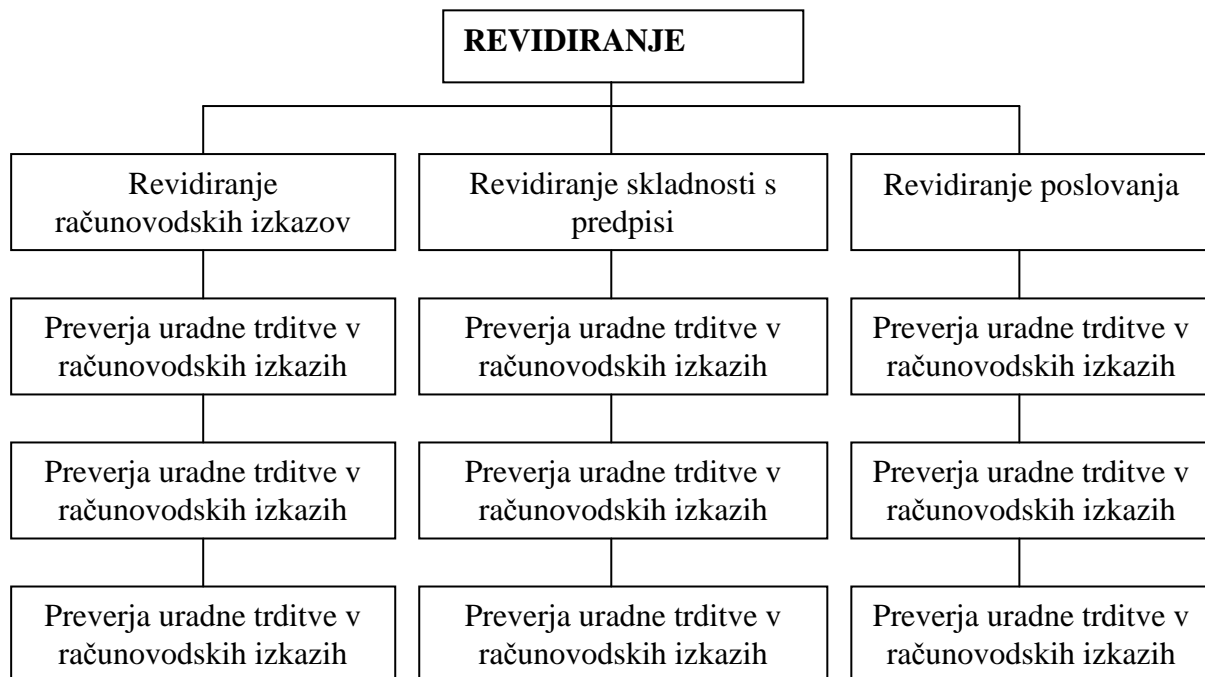 REVIDIRANJE
Revidiranje
računovodskih izkazov
Revidiranje skladnosti s
predpisi
Revidiranje poslovanja
Preverja uradne trditve v
računovodskih izkazih
Preverja uradne trditve v
računovodskih izkazih
Preverja uradne trditve v
računovodskih izkazih
Preverja uradne trditve v
računovodskih izkazih
Preverja uradne trditve v
računovodskih izkazih
Preverja uradne trditve v
računovodskih izkazih
Preverja uradne trditve v
računovodskih izkazih
Preverja uradne trditve v
računovodskih izkazih
Preverja uradne trditve v
računovodskih izkazih